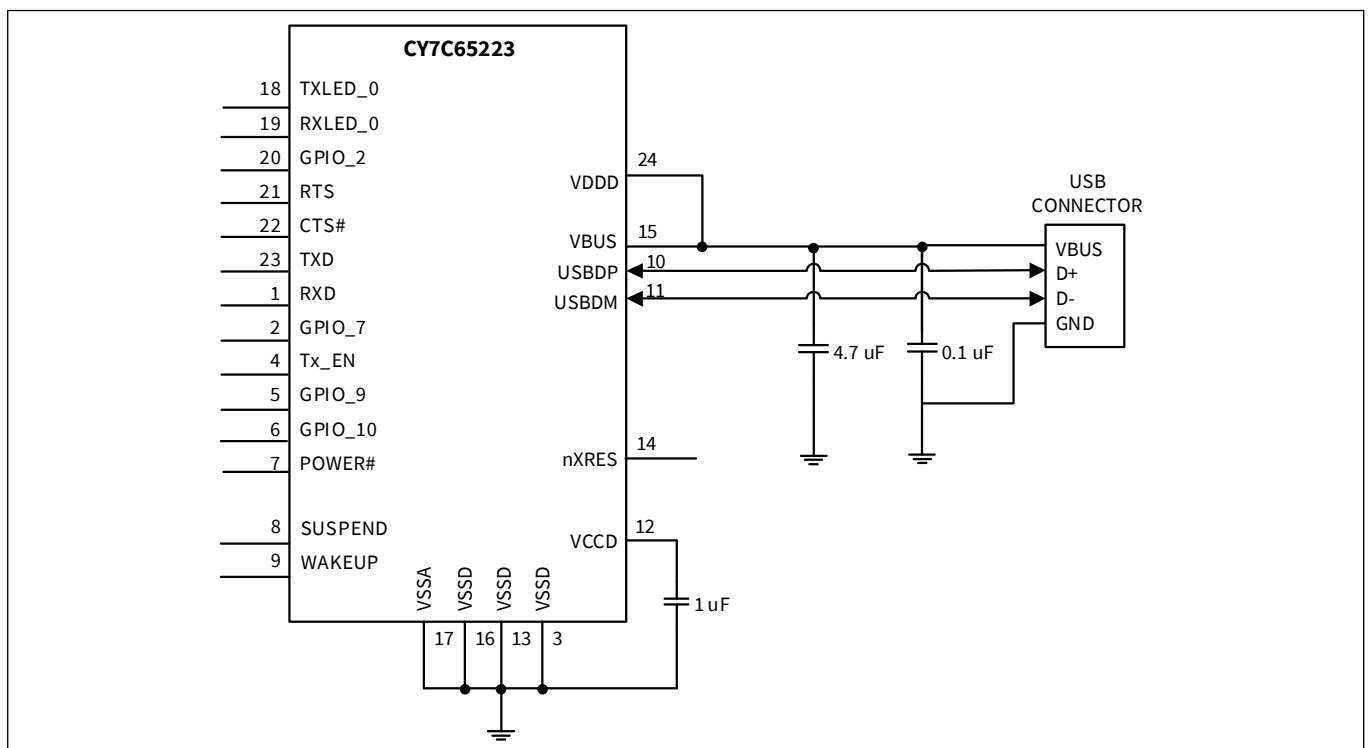 CY7C65223
18 TXLED_0
19 RXLED_0
20 GPIO_2
21 RTS
22 CTS#
23 TXD
1 RXD
2 GPIO_7
4 Tx_EN
5 GPIO_9
6 GPIO_10
7 POWER#
8 SUSPEND
9 WAKEUP
VDDD 24
VBUS 15
USBDP 10
USBDM 11
nXRES 14
VCCD 12
VSSA
VSSD
VSSD
VSSD
17 16 13 3
1 uF
4.7 uF
0.1 uF
USB
CONNECTOR
VBUS
D+
D-
GND